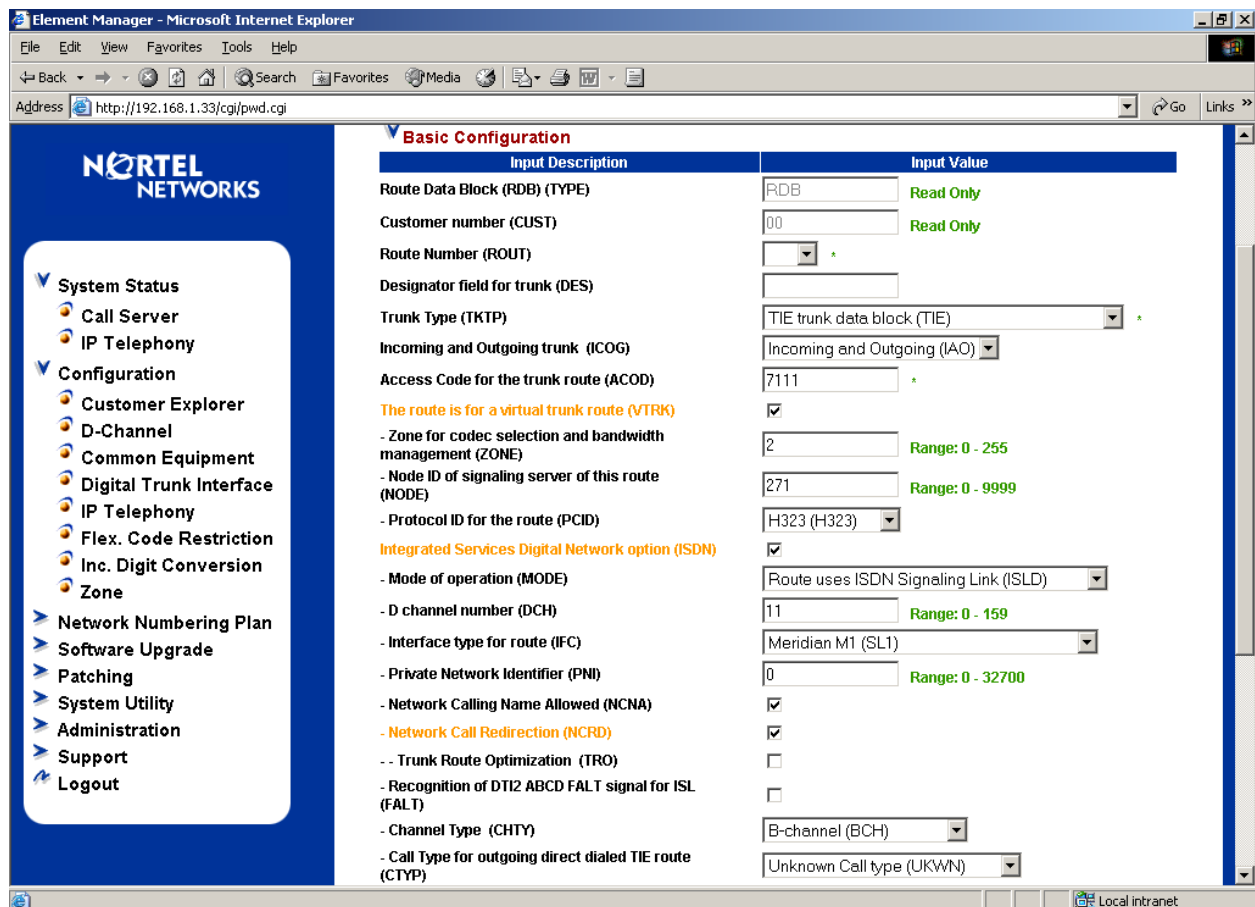 Element Manager - Microsoft Internet Explorer
File Edit View Favorites Tools Help
Back Search Favorites Media
Address http://192.168.1.33/cgi/pwd.cgi Go Links »
NORTEL
NETWORKS
System Status
Call Server
IP Telephony
Configuration
Customer Explorer
D-Channel
Common Equipment
Digital Trunk Interface
IP Telephony
Flex. Code Restriction
Inc. Digit Conversion
Zone
Network Numbering Plan
Software Upgrade
Patching
System Utility
Administration
Support
Logout
Basic Configuration
Input Description Input Value
Route Data Block (RDB) (TYPE) RDB Read Only
Customer number (CUST) 00 Read Only
Route Number (ROUT) *
Designator field for trunk (DES)
Trunk Type (TKTP) TIE trunk data block (TIE) *
Incoming and Outgoing trunk (ICOG) Incoming and Outgoing (IAO)
Access Code for the trunk route (ACOD) 7111 *
The route is for a virtual trunk route (VTRK)
- Zone for codec selection and bandwidth
management (ZONE) 2 Range: 0 - 255
- Node ID of signaling server of this route
(NODE) 271 Range: 0 - 9999
- Protocol ID for the route (PCID) H323 (H323)
Integrated Services Digital Network option (ISDN)
- Mode of operation (MODE) Route uses ISDN Signaling Link (ISLD)
- D channel number (DCH) 11 Range: 0 - 159
- Interface type for route (IFC) Meridian M1 (SL1)
- Private Network Identifier (PNI) 0 Range: 0 - 32700
- Network Calling Name Allowed (NCNA)
- Network Call Redirection (NCRD)
- - Trunk Route Optimization (TRO)
- Recognition of DTI2 ABCD FALT signal for ISL
(FALT)
- Channel Type (CHTY) B-channel (BCH)
- Call Type for outgoing direct dialed TIE route
(CTYP) Unknown Call type (UKWN)
Local intranet